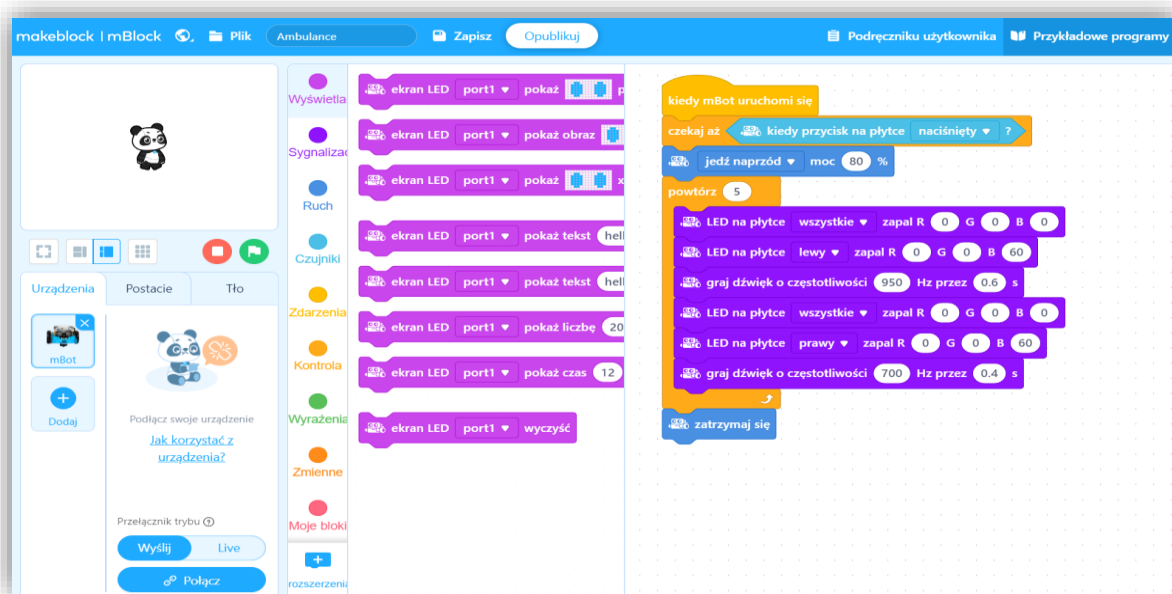 makeblock | mBlock Plik Ambulance Zapisz Opublikuj Podręczniku użytkownika Przykładowe programy
Urządzenia Postacie Tło
mBot
Dodaj
Podłącz swoje urządzenie
Jak korzystać z
urządzenia?
Przełącznik trybu
Wyślij Live
Połącz
Wyświetla
Sygnalizac
Ruch
Czujniki
Zdarzenia
Kontrola
Wyrażenia
Zmienne
Moje bloki
rozszerzenia
ekran LED port1 pokaż p
ekran LED port1 pokaż obraz
ekran LED port1 pokaż x
ekran LED port1 pokaż tekst hell
ekran LED port1 pokaż tekst hel
ekran LED port1 pokaż liczbę 20
ekran LED port1 pokaż czas 12
ekran LED port1 wyczyść
kiedy mBot uruchomi się
czekaj aż kiedy przycisk na płytce naciśnięty ?
jedź naprzód moc 80 %
powtórz 5
LED na płytce wszystkie zapal R 0 G 0 B 0
LED na płytce lewy zapal R 0 G 0 B 60
graj dźwięk o częstotliwości 950 Hz przez 0.6 s
LED na płytce wszystkie zapal R 0 G 0 B 0
LED na płytce prawy zapal R 0 G 0 B 60
graj dźwięk o częstotliwości 700 Hz przez 0.4 s
zatrzymaj się